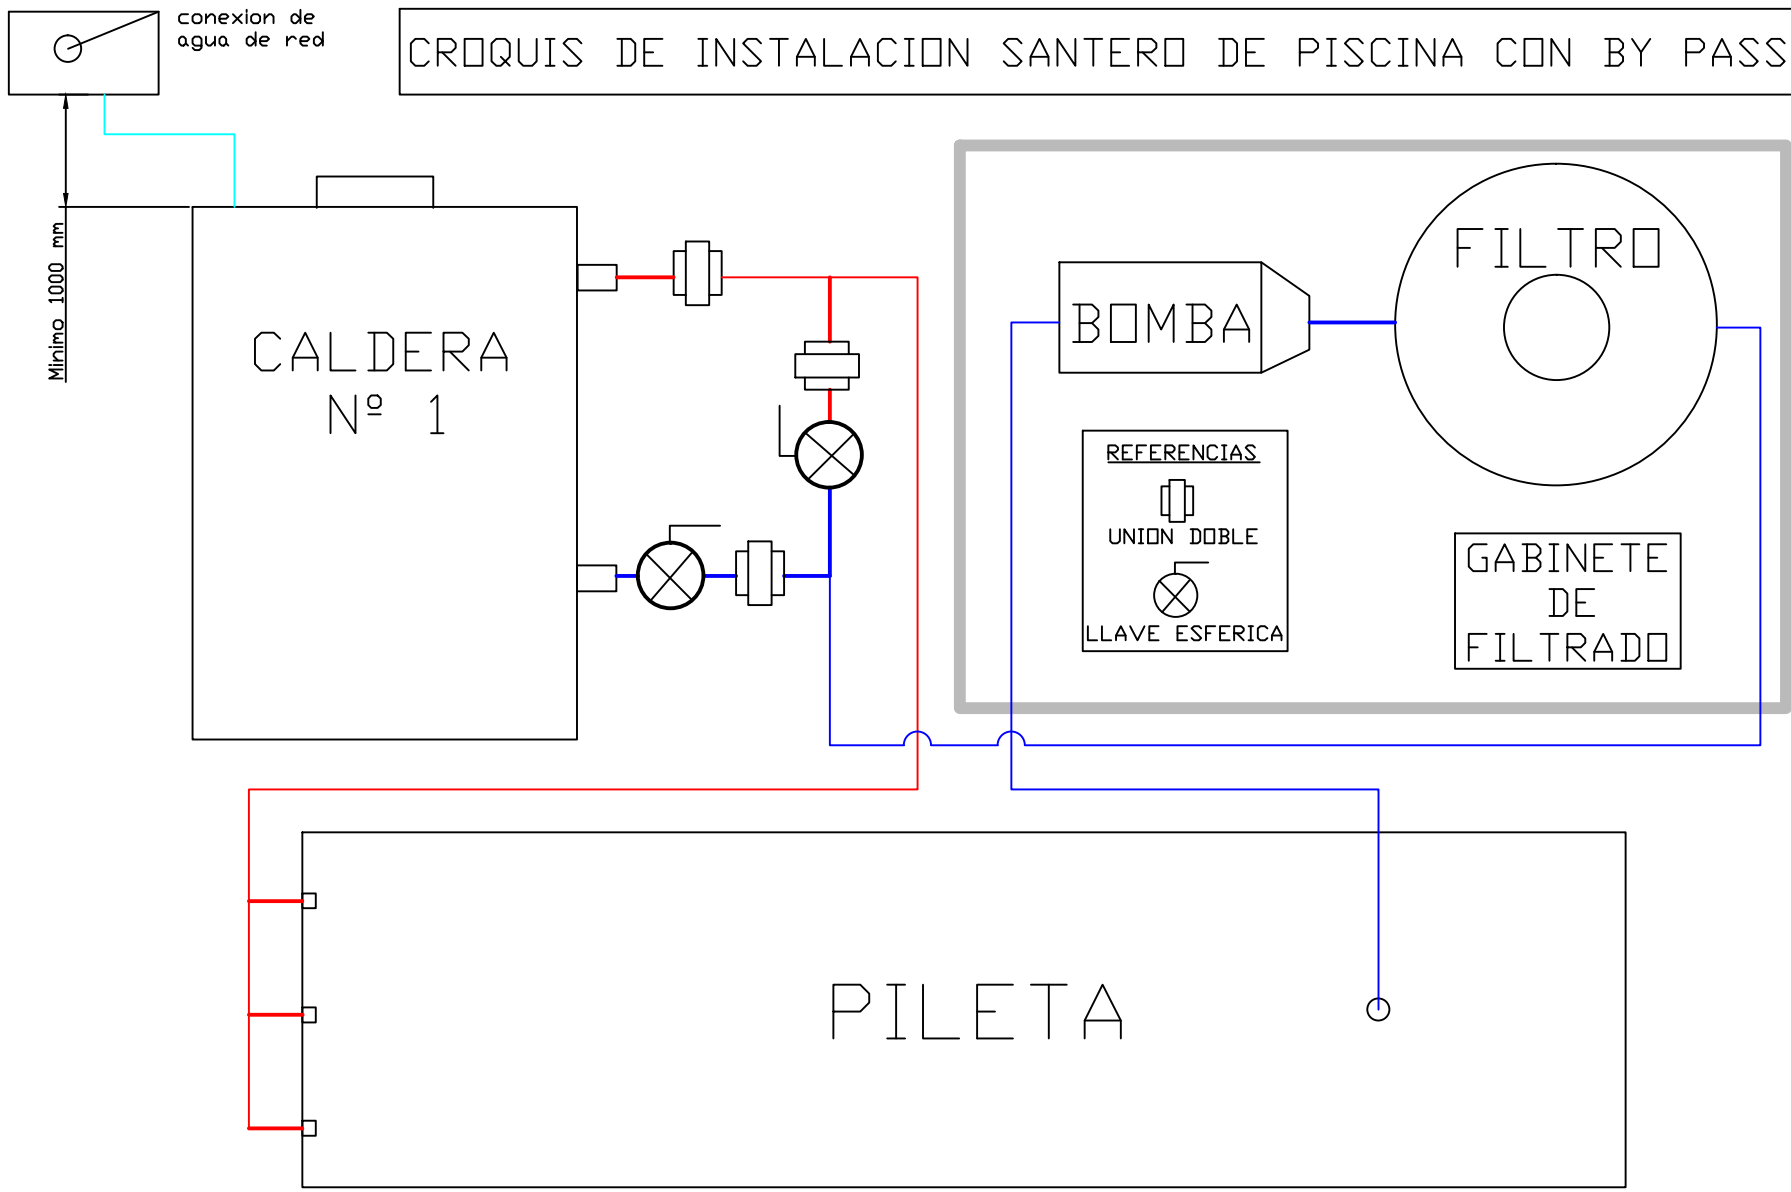 conexion de
agua de red
CROQUIS DE INSTALACION SANTERO DE PISCINA CON BY PASS
Minimo 1000 mm
CALDERA
Nº 1
BOMBA
FILTRO
REFERENCIAS
UNION DOBLE
LLAVE ESFERICA
GABINETE
DE
FILTRADO
PILETA